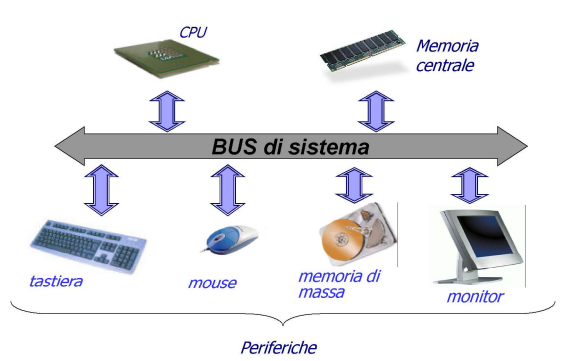 CPU
Memoria
centrale
BUS di sistema
tastiera
mouse
memoria di
massa
monitor
Periferiche